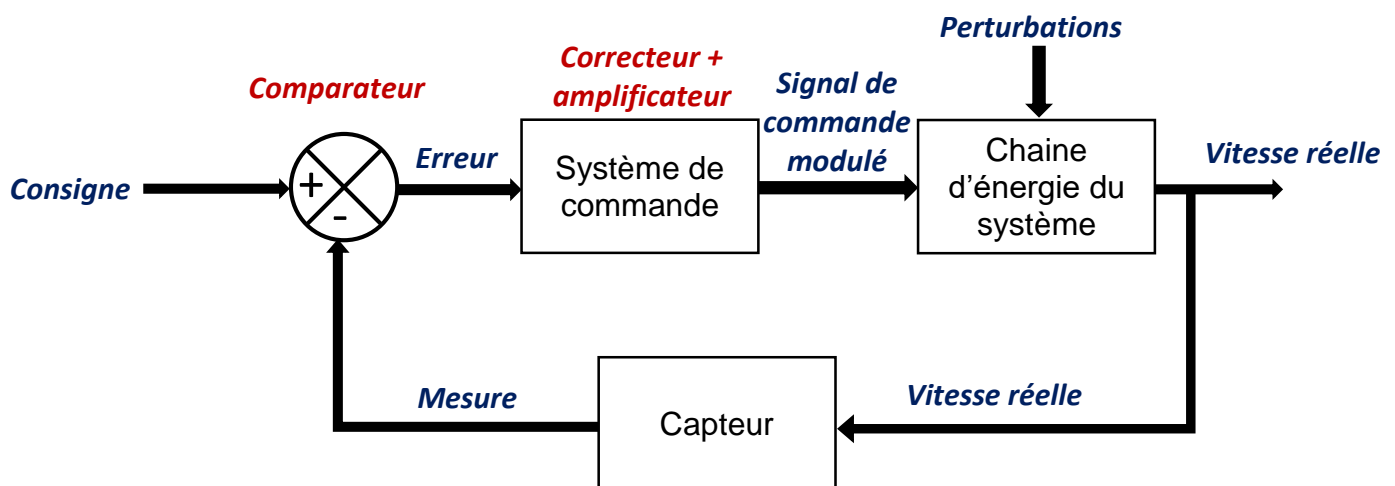 Perturbations
Correcteur +
amplificateur
Comparateur
Signal de
commande
modulé
Consigne
+
-
Erreur
Système de
commande
Chaine
d’énergie du
système
Vitesse réelle
Mesure
Capteur
Vitesse réelle